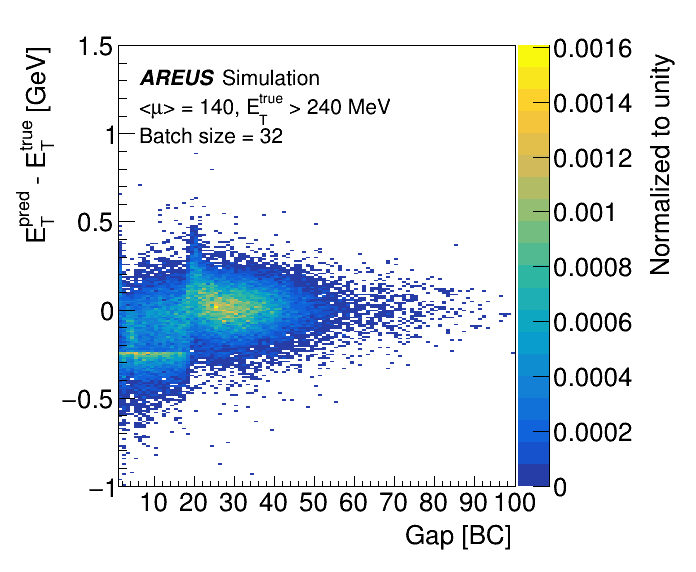 AREUS Simulation
<μ> = 140, E_T^true > 240 MeV
Batch size = 32
E_T^pred - E_T^true [GeV]
1.5
1
0.5
0
−0.5
−1
10 20 30 40 50 60 70 80 90 100
Gap [BC]
0.0016
0.0014
0.0012
0.001
0.0008
0.0006
0.0004
0.0002
0
Normalized to unity